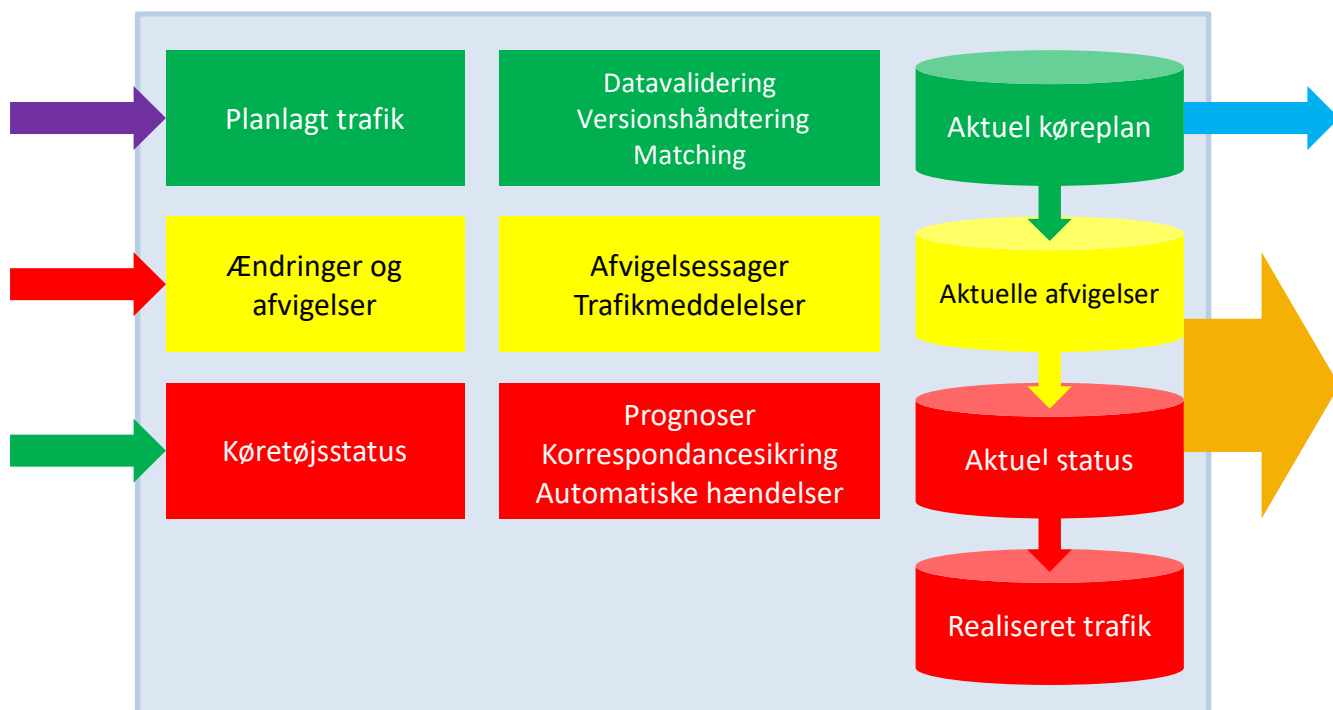 Planlagt trafik
Datavalidering
Versionshåndtering
Matching
Aktuel køreplan
Ændringer og
afvigelser
Afvigelsessager
Trafikmeddelelser
Aktuelle afvigelser
Køretøjsstatus
Prognoser
Korrespondancesikring
Automatiske hændelser
Aktuel status
Realiseret trafik